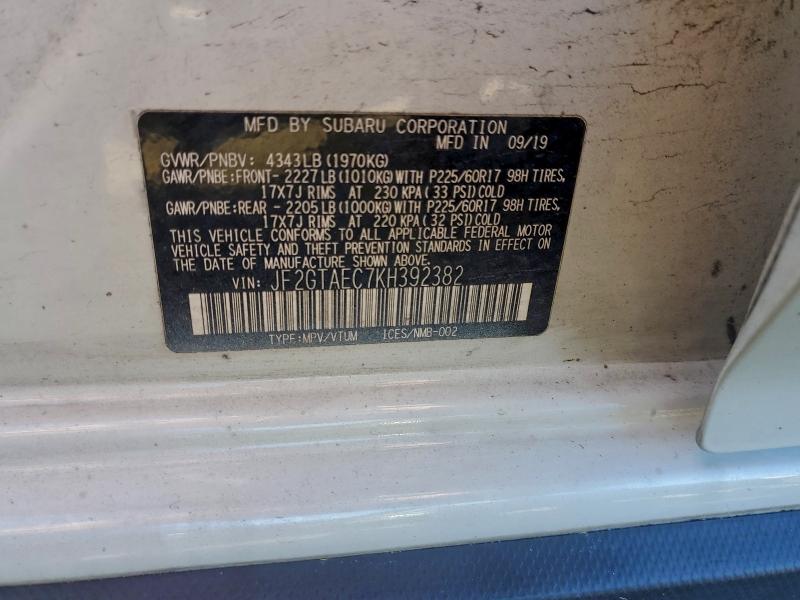 MFD BY SUBARU CORPORATION
MFD IN 09/19
GVWR/PNBV: 4343LB(1970KG)
GAWR/PNBE:FRONT-2227LB(1010KG)WITH P225/60R17 98H TIRES,
17X7J RIMS AT 230 KPA(33 PSI)COLD
GAWR/PNBE:REAR -2205LB(1000KG)WITH P225/60R17 98H TIRES,
17X7J RIMS AT 220 KPA(32 PSI)COLD
THIS VEHICLE CONFORMS TO ALL APPLICABLE FEDERAL MOTOR
VEHICLE SAFETY AND THEFT PREVENTION STANDARDS IN EFFECT ON
THE DATE OF MANUFACTURE SHOWN ABOVE.
VIN: JF2GTAEC7KH392382
TYPE:MPV/VTUM ICES/NMB-002